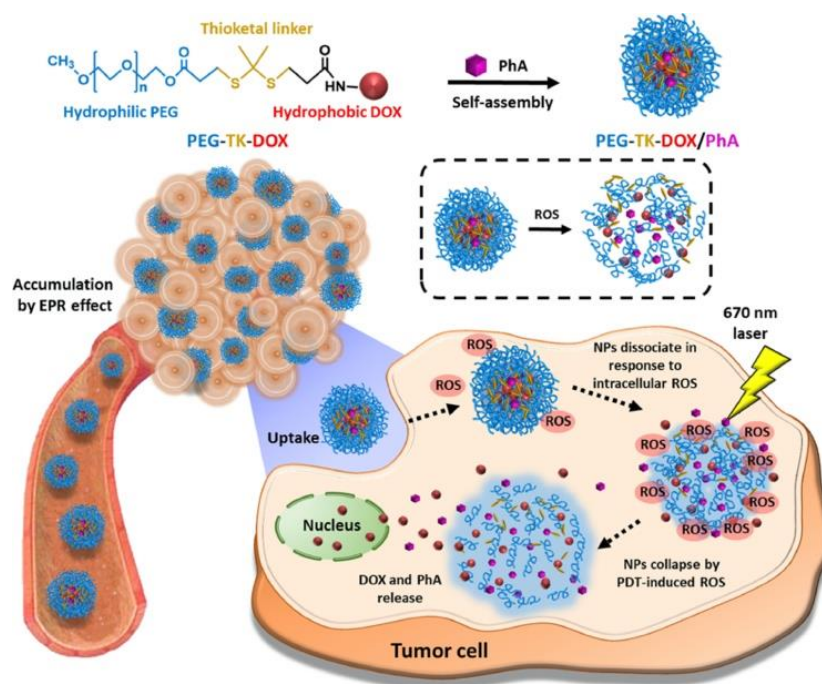 Thioketal linker
CH3
O
O
n
O
O
S
S
O
HN
Hydrophilic PEG
Hydrophobic DOX
PEG-TK-DOX
PhA
Self-assembly
PEG-TK-DOX/PhA
ROS
Accumulation
by EPR effect
670 nm
laser
ROS
ROS
ROS
NPs dissociate in
response to
intracellular ROS
Uptake
ROS
ROS
ROS
ROS
ROS
ROS
ROS
ROS
ROS
Nucleus
DOX and PhA
release
NPs collapse by
PDT-induced ROS
Tumor cell